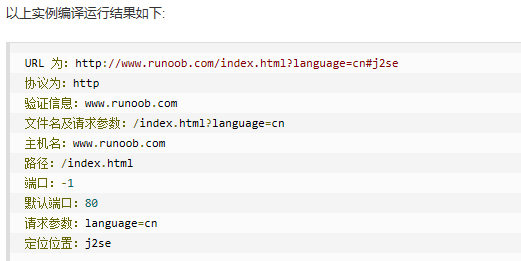 以上实例编译运行结果如下:
URL 为: http://www.runoob.com/index.html?language=cn#j2se
协议为: http
验证信息: www.runoob.com
文件名及请求参数: /index.html?language=cn
主机名: www.runoob.com
路径: /index.html
端口: -1
默认端口: 80
请求参数: language=cn
定位位置: j2se